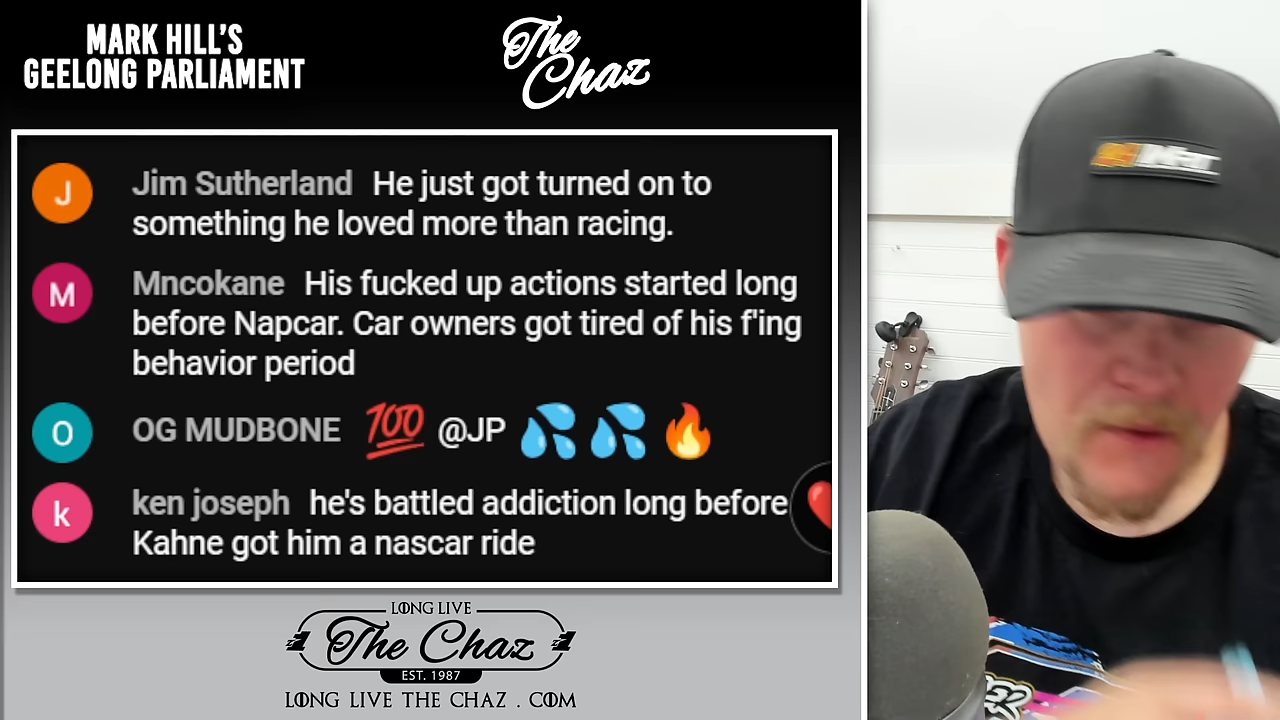 MARK HILL'S
GEELONG PARLIAMENT
The
Chaz
J
Jim Sutherland He just got turned on to
something he loved more than racing.
M
Mncokane His fucked up actions started long
before Napcar. Car owners got tired of his f'ing
behavior period
O
OG MUDBONE 💯 @JP 💦 💦 🔥
k
ken joseph he's battled addiction long before
Kahne got him a nascar ride
LONG LIVE
The Chaz
EST. 1987
LONG LIVE THE CHAZ . COM